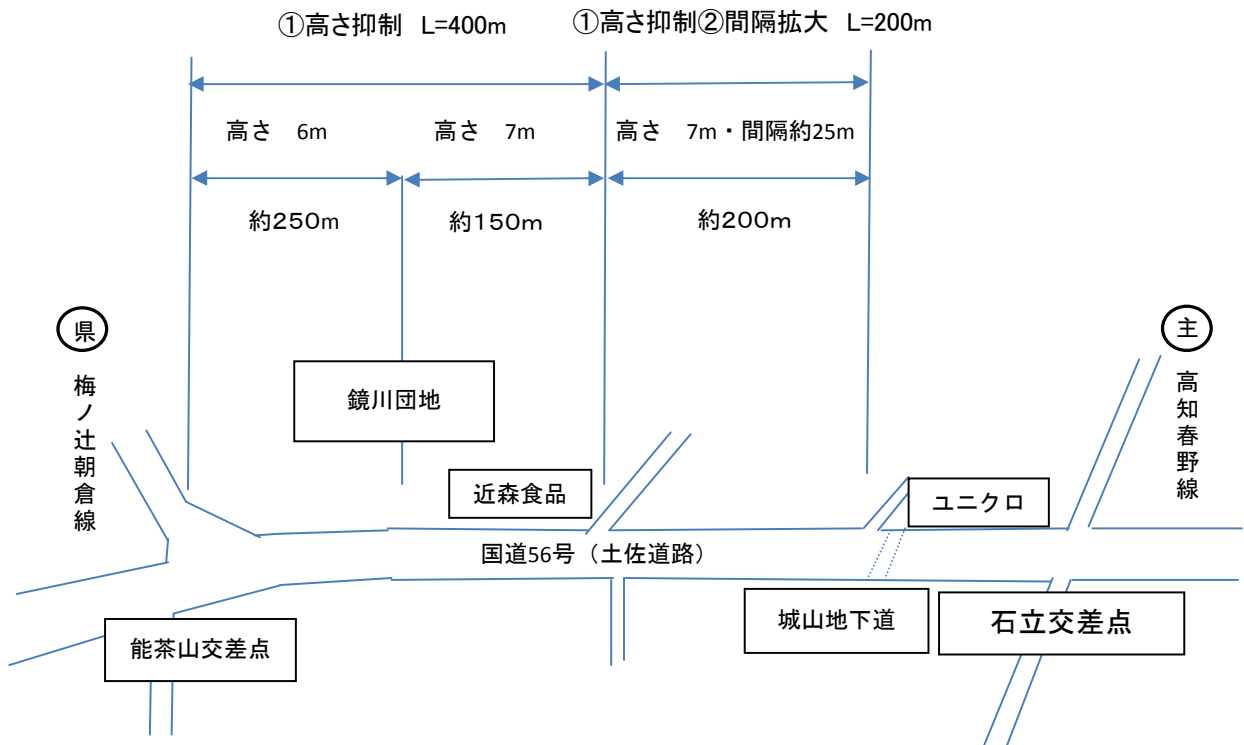 ①高さ抑制 L=400m
①高さ抑制②間隔拡大 L=200m
高さ 6m
高さ 7m
高さ 7m・間隔約25m
約250m
約150m
約200m
県
梅ノ辻朝倉線
主
高知春野線
鏡川団地
近森食品
ユニクロ
国道56号（土佐道路）
能茶山交差点
城山地下道
石立交差点